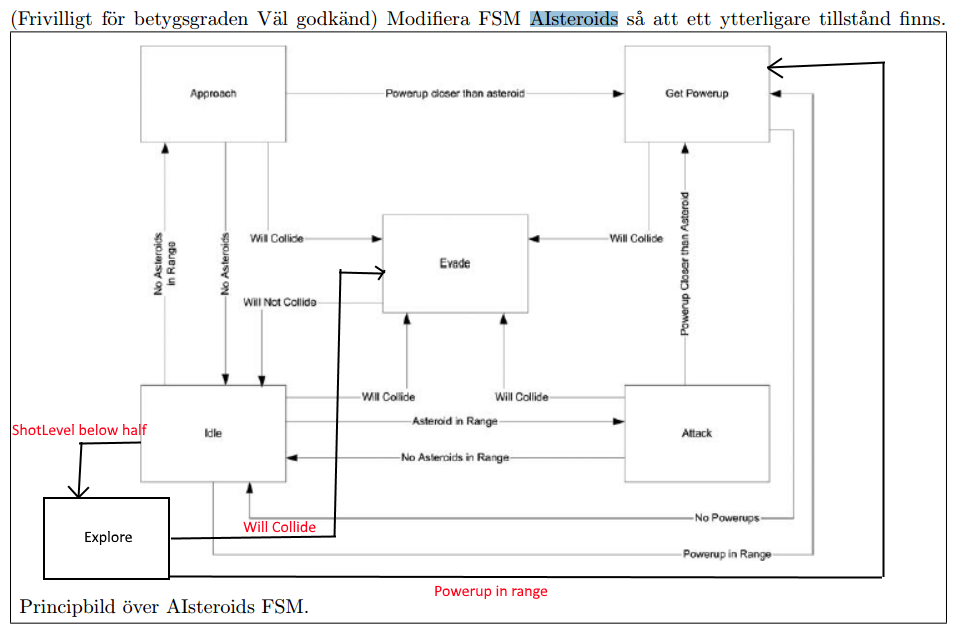 (Frivilligt för betygsgraden Väl godkänd) Modifiera FSM AIsteroids så att ett ytterligare tillstånd finns.
Approach
Powerup closer than asteroid
Get Powerup
No Asteroids
in Range
No Asteroids
Will Collide
Evade
Will Collide
Powerup Closer than Asteroid
Will Not Collide
Will Collide
Will Collide
ShotLevel below half
Idle
Asteroid in Range
Attack
No Asteroids in Range
Explore
Will Collide
No Powerups
Powerup in Range
Powerup in range
Principbild över AIsteroids FSM.